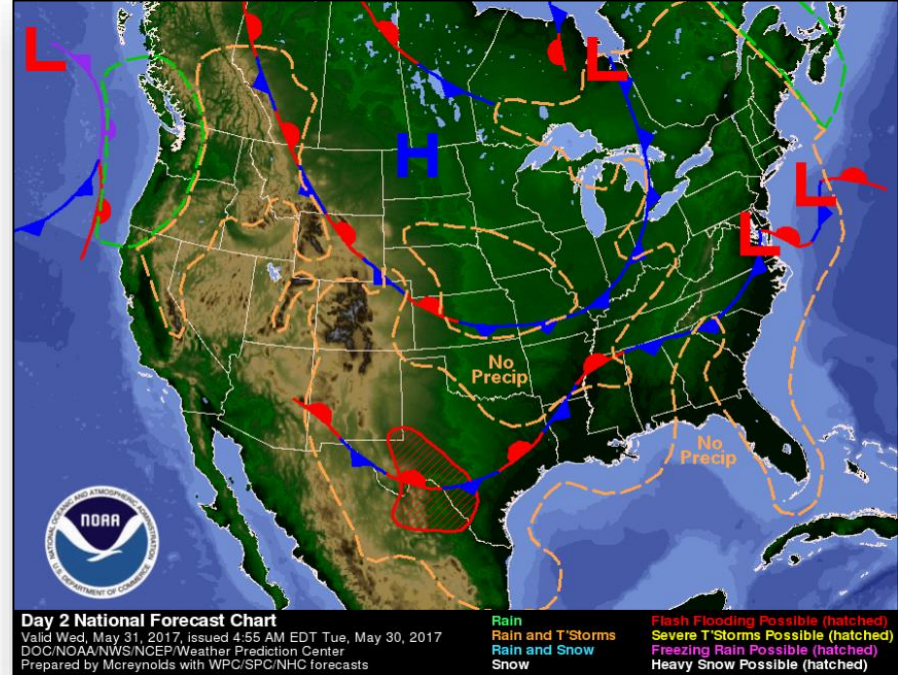 L
L
H
L
L
No
Precip
No
Precip
NATIONAL OCEANIC AND ATMOSPHERIC ADMINISTRATION
NOAA
U.S. DEPARTMENT OF COMMERCE
Day 2 National Forecast Chart
Valid Wed, May 31, 2017, issued 4:55 AM EDT Tue, May 30, 2017
DOC/NOAA/NWS/NCEP/Weather Prediction Center
Prepared by Mcreynolds with WPC/SPC/NHC forecasts
Rain
Rain and T'Storms
Rain and Snow
Snow
Flash Flooding Possible (hatched)
Severe T'Storms Possible (hatched)
Freezing Rain Possible (hatched)
Heavy Snow Possible (hatched)